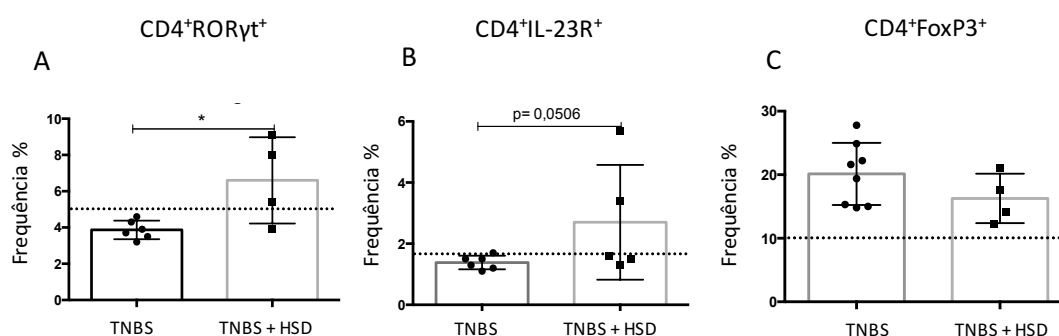 CD4⁺RORγt⁺
CD4⁺IL-23R⁺
CD4⁺FoxP3⁺
A
B
C
*
p= 0,0506
Frequência %
10
8
6
4
2
0
TNBS
TNBS + HSD
Frequência %
6
4
2
0
TNBS
TNBS + HSD
Frequência %
30
20
10
0
TNBS
TNBS + HSD